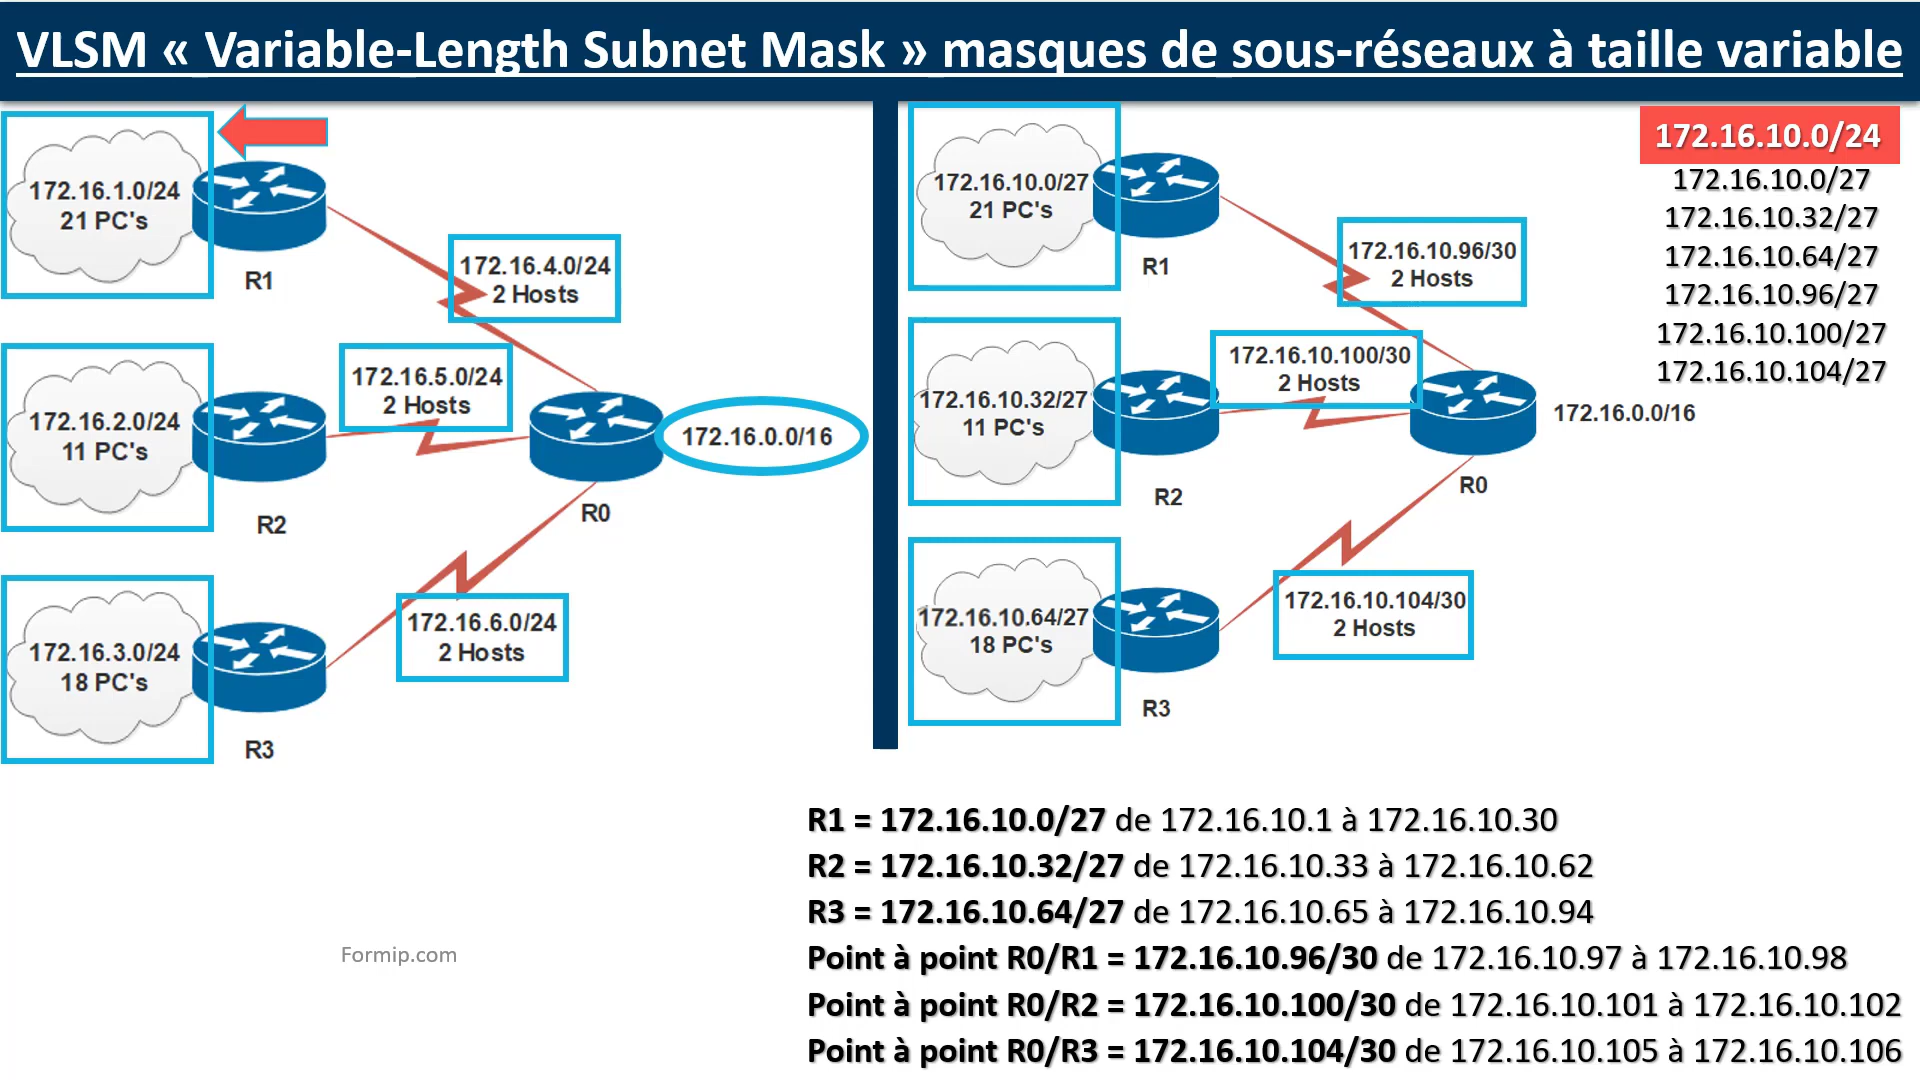 VLSM « Variable-Length Subnet Mask » masques de sous-réseaux à taille variable
172.16.1.0/24
21 PC's
R1
172.16.4.0/24
2 Hosts
172.16.5.0/24
2 Hosts
172.16.2.0/24
11 PC's
R2
172.16.0.0/16
R0
172.16.6.0/24
2 Hosts
172.16.3.0/24
18 PC's
R3
172.16.10.0/27
21 PC's
R1
172.16.10.96/30
2 Hosts
172.16.10.100/30
2 Hosts
172.16.10.32/27
11 PC's
R2
172.16.0.0/16
R0
172.16.10.104/30
2 Hosts
172.16.10.64/27
18 PC's
R3
172.16.10.0/24
172.16.10.0/27
172.16.10.32/27
172.16.10.64/27
172.16.10.96/27
172.16.10.100/27
172.16.10.104/27
R1 = 172.16.10.0/27 de 172.16.10.1 à 172.16.10.30
R2 = 172.16.10.32/27 de 172.16.10.33 à 172.16.10.62
R3 = 172.16.10.64/27 de 172.16.10.65 à 172.16.10.94
Point à point R0/R1 = 172.16.10.96/30 de 172.16.10.97 à 172.16.10.98
Point à point R0/R2 = 172.16.10.100/30 de 172.16.10.101 à 172.16.10.102
Point à point R0/R3 = 172.16.10.104/30 de 172.16.10.105 à 172.16.10.106
Formip.com